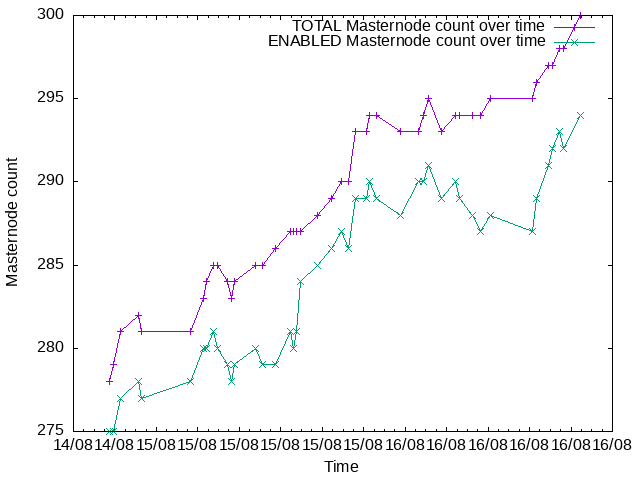 300
295
290
285
280
275
Masternode count
TOTAL Masternode count over time
ENABLED Masternode count over time
14/08 14/08 15/08 15/08 15/08 15/08 15/08 15/08 16/08 16/08 16/08 16/08 16/08 16/08
Time